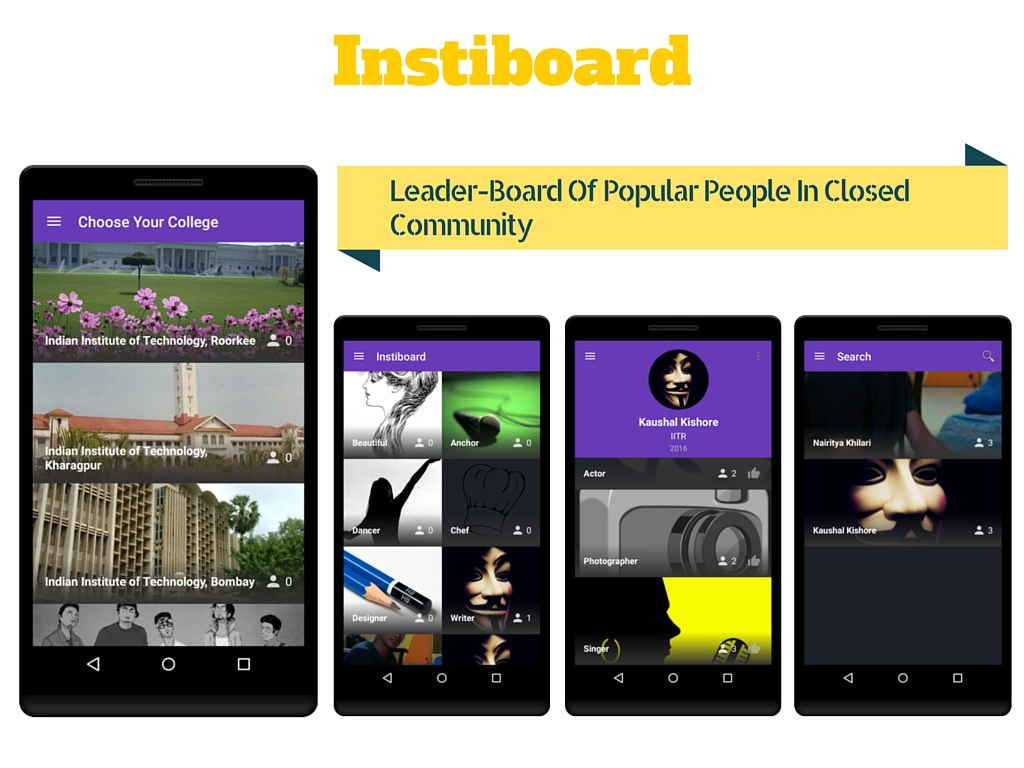 Instiboard
Leader-Board Of Popular People In Closed
Community
Choose Your College
Indian Institute of Technology, Roorkee 0
Indian Institute of Technology,
Kharagpur 0
Indian Institute of Technology, Bombay 0
Instiboard
Beautiful 0
Anchor 0
Dancer 0
Chef 0
Designer 0
Writer 1
Kaushal Kishore
IITR
2016
Actor 2
Photographer 2
Singer 3
Search
Nairitya Khilari 3
Kaushal Kishore 3